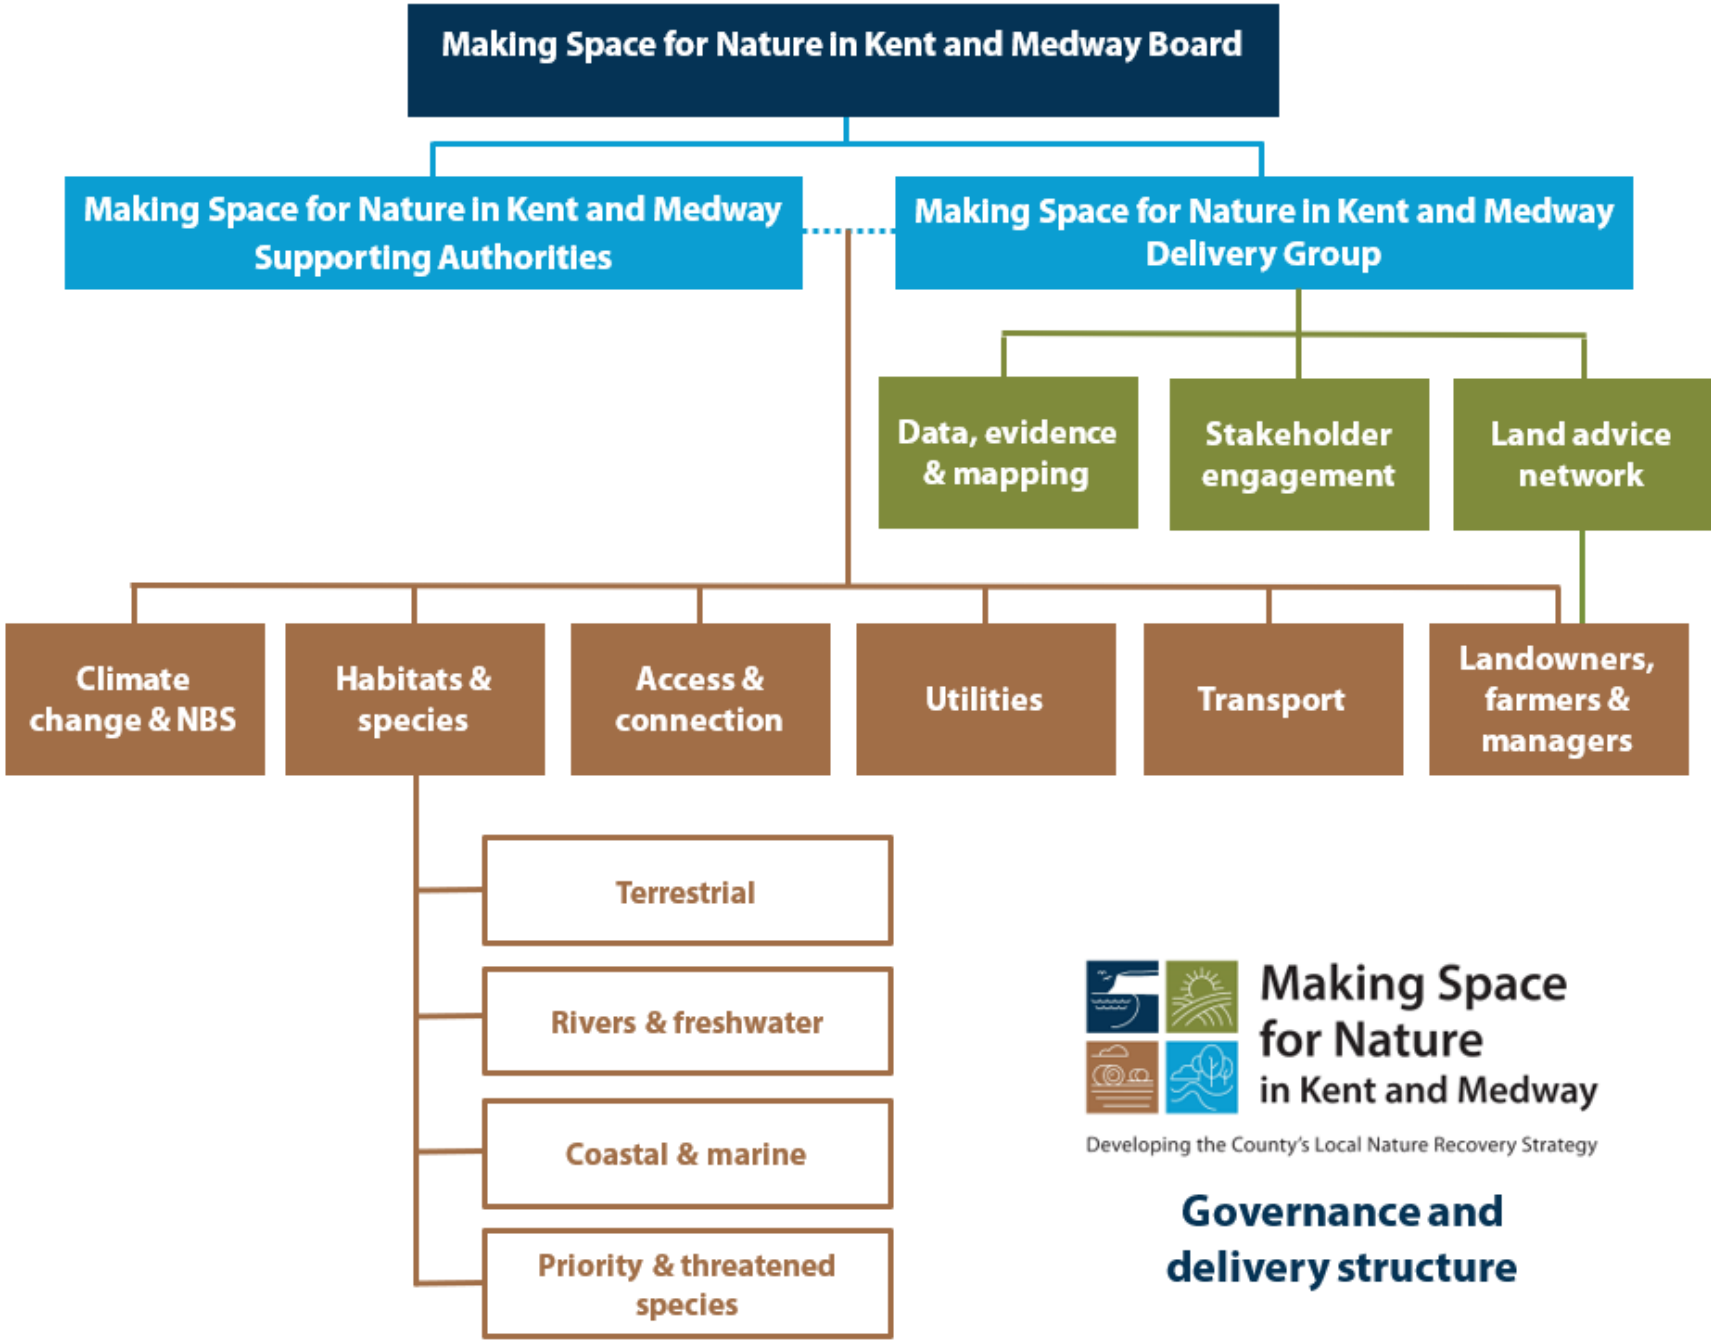 Making Space for Nature in Kent and Medway Board
Making Space for Nature in Kent and Medway
Supporting Authorities
Making Space for Nature in Kent and Medway
Delivery Group
Data, evidence
& mapping
Stakeholder
engagement
Land advice
network
Climate
change & NBS
Habitats &
species
Access &
connection
Utilities
Transport
Landowners,
farmers &
managers
Terrestrial
Rivers & freshwater
Coastal & marine
Priority & threatened
species
Making Space
for Nature
in Kent and Medway
Developing the County's Local Nature Recovery Strategy
Governance and
delivery structure